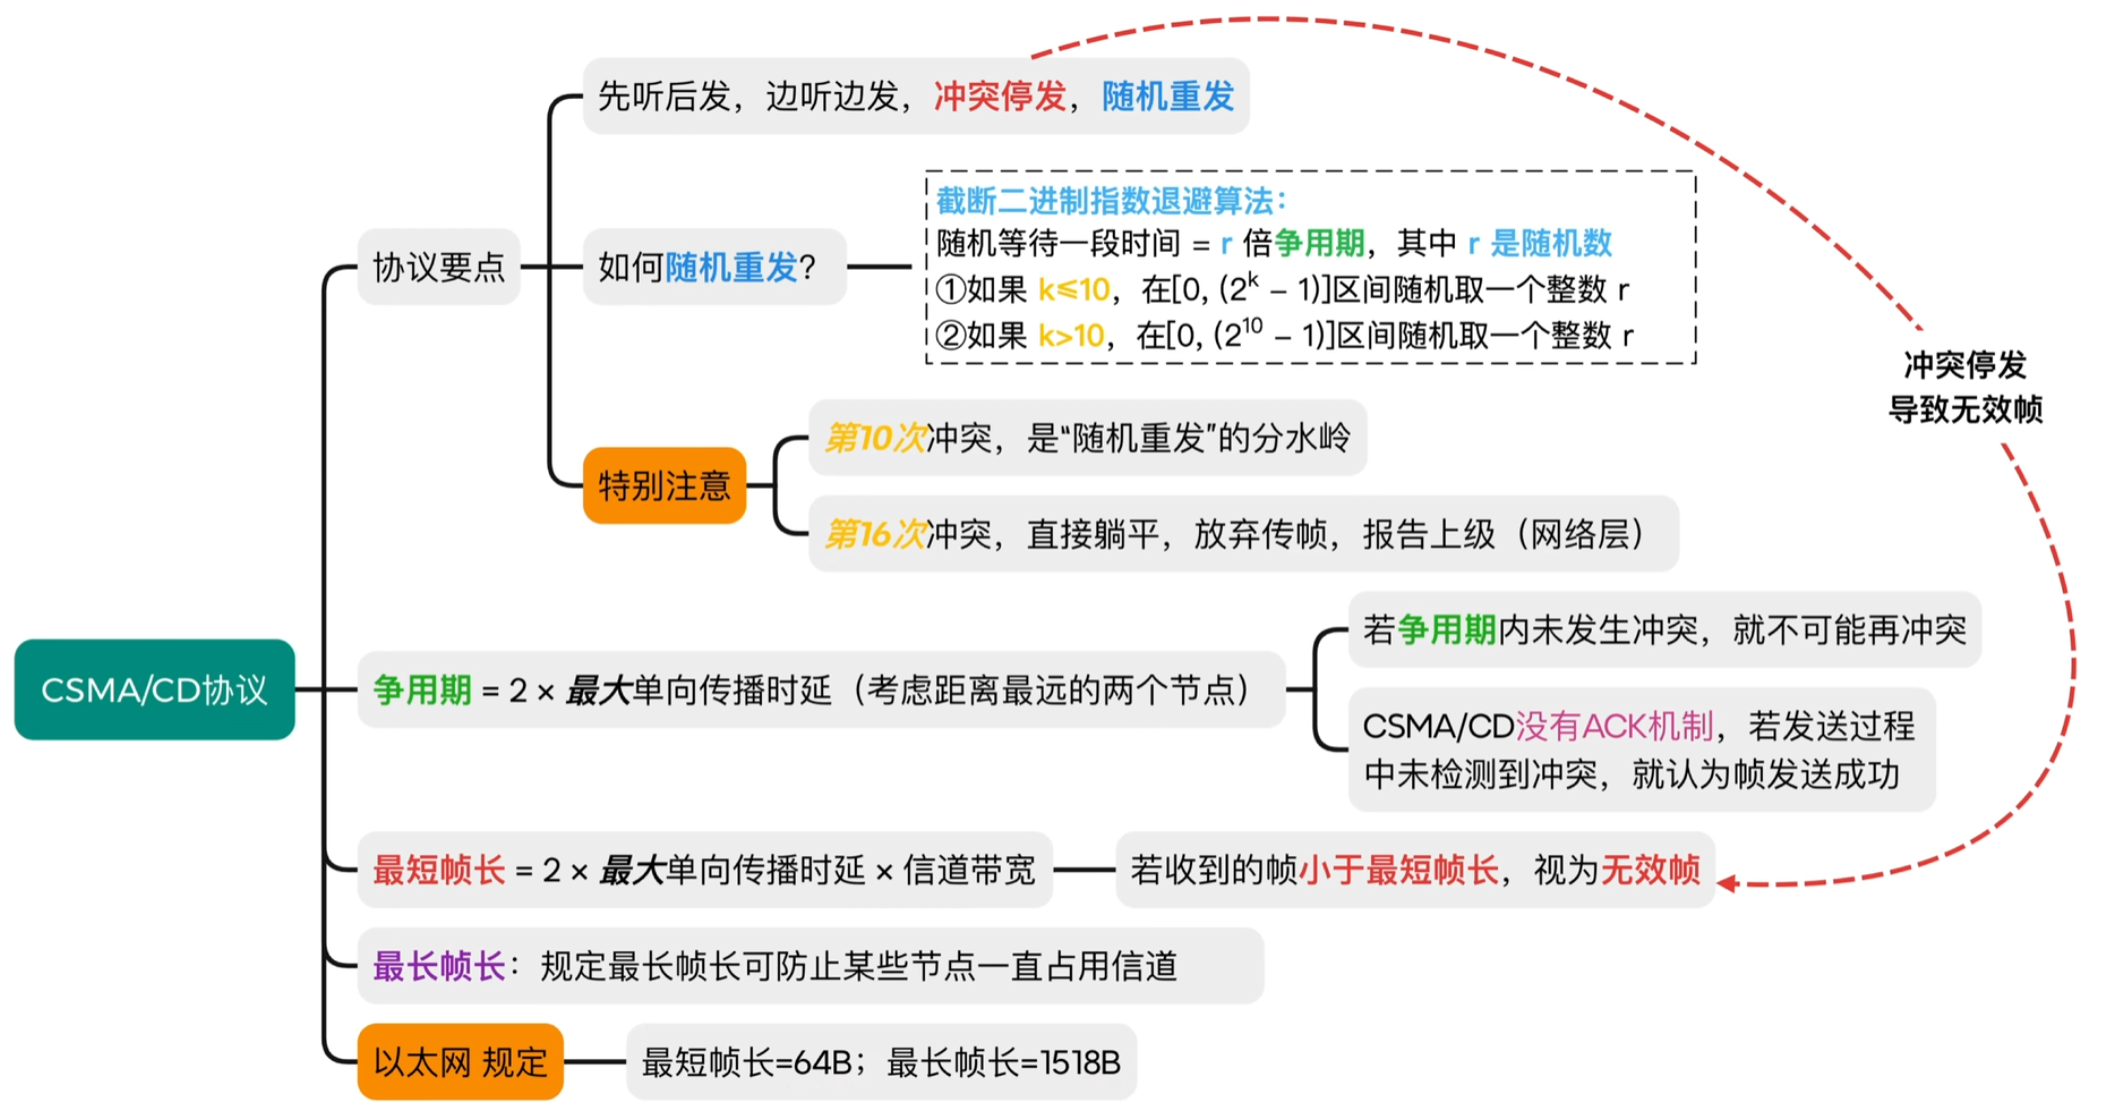 先听后发，边听边发，冲突停发，随机重发
截断二进制指数退避算法：
随机等待一段时间 = r 倍争用期，其中 r 是随机数
①如果 k≤10，在[0, (2^k – 1)]区间随机取一个整数 r
②如果 k>10，在[0, (2^10 – 1)]区间随机取一个整数 r
协议要点
如何随机重发？
冲突停发
导致无效帧
第10次冲突，是“随机重发”的分水岭
特别注意
第16次冲突，直接躺平，放弃传帧，报告上级（网络层）
若争用期内未发生冲突，就不可能再冲突
CSMA/CD协议
争用期 = 2 × 最大单向传播时延（考虑距离最远的两个节点）
CSMA/CD没有ACK机制，若发送过程
中未检测到冲突，就认为帧发送成功
最短帧长 = 2 × 最大单向传播时延 × 信道带宽
若收到的帧小于最短帧长，视为无效帧
最长帧长：规定最长帧长可防止某些节点一直占用信道
以太网 规定
最短帧长=64B；最长帧长=1518B